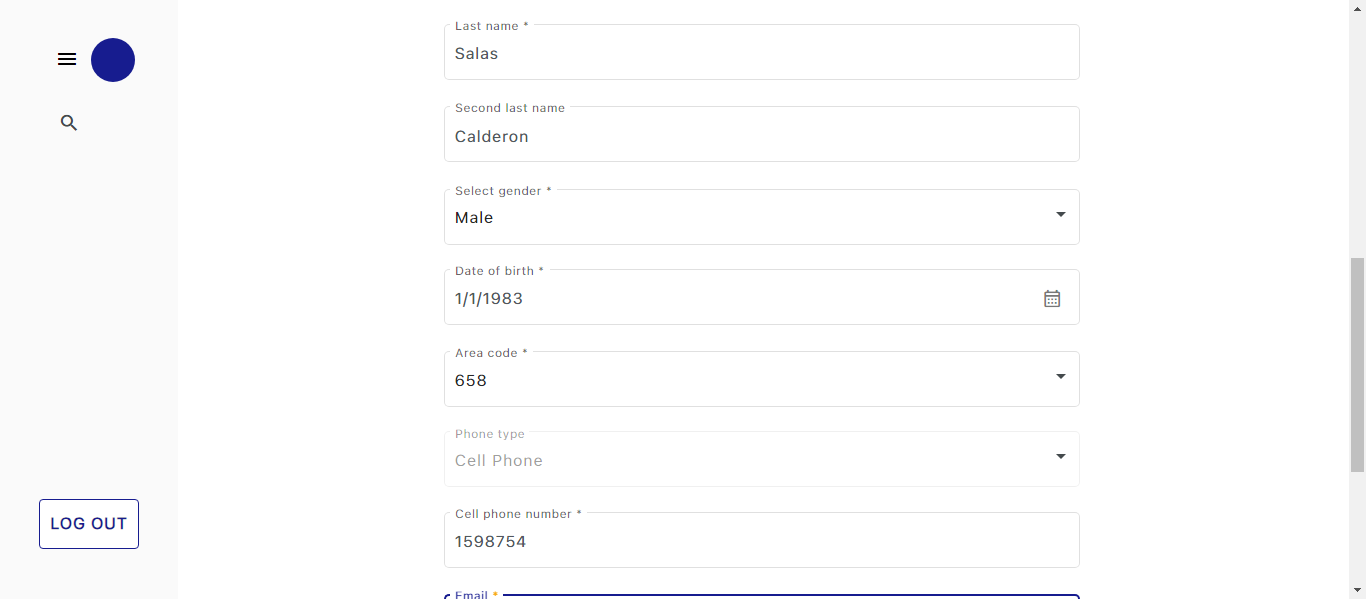 Last name *
Salas
Second last name
Calderon
Select gender *
Male
Date of birth *
1/1/1983
Area code *
658
Phone type
Cell Phone
Cell phone number *
1598754
Email *
LOG OUT